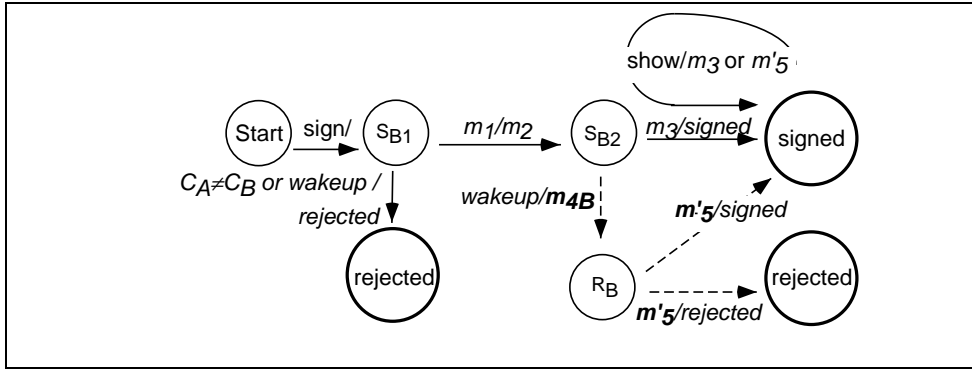 show/m3 or m'5
Start
sign/
SB1
m1/m2
SB2
m3/signed
signed
CA≠CB or wakeup /
rejected
wakeup/m4B
m'5/signed
rejected
RB
rejected
m'5/rejected